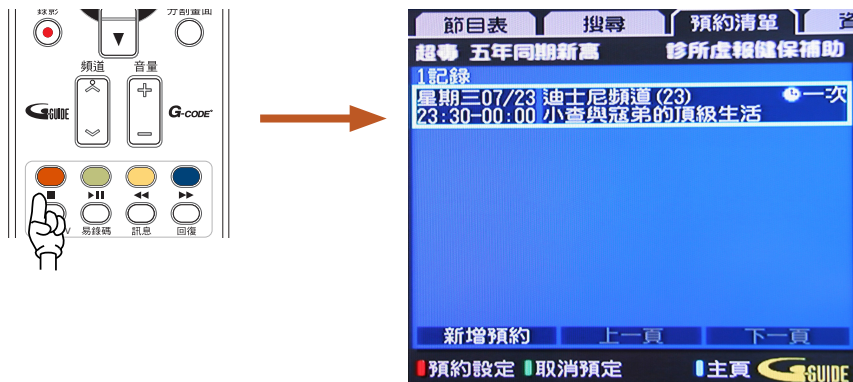 錄影
分割畫面
頻道
音量
G-GUIDE
G-CODE
易錄碼
訊息
回復
節目表
搜尋
預約清單
五年同期新高
診所虛報健保補助
1記錄
星期三07/23 迪士尼頻道(23) 一次
23:30-00:00 小查與寇弟的頂級生活
新增預約
上一頁
下一頁
預約設定
取消預定
主頁
G-GUIDE